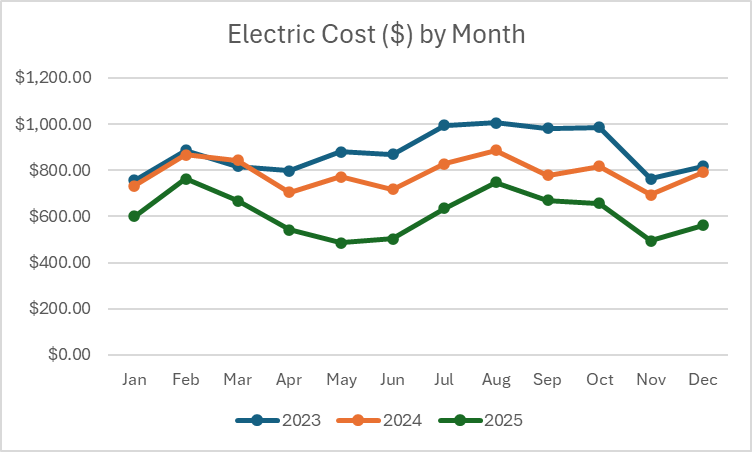 Electric Cost ($) by Month
$1,200.00
$1,000.00
$800.00
$600.00
$400.00
$200.00
$0.00
Jan Feb Mar Apr May Jun Jul Aug Sep Oct Nov Dec
2023 2024 2025